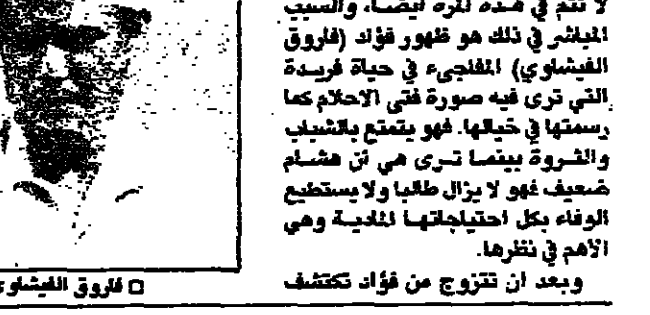 لا تتم في هذه المرة ايضا، والسبب
المباشر في ذلك هو ظهور فؤاد (فاروق
الفيشاوي) المفاجىء في حياة فريدة
التي ترى فيه صورة فتى الاحلام كما
رسمتها في خيالها. فهو يتمتع بالشباب
والثروة بينما ترى هي ان هشام
ضعيف فهو لا يزال طالبا ولا يستطيع
الوفاء بكل احتياجاتها المادية وهي
الأهم في نظرها.
وبعد ان تتزوج من فؤاد تكتشف
□ فاروق الفيشاوي